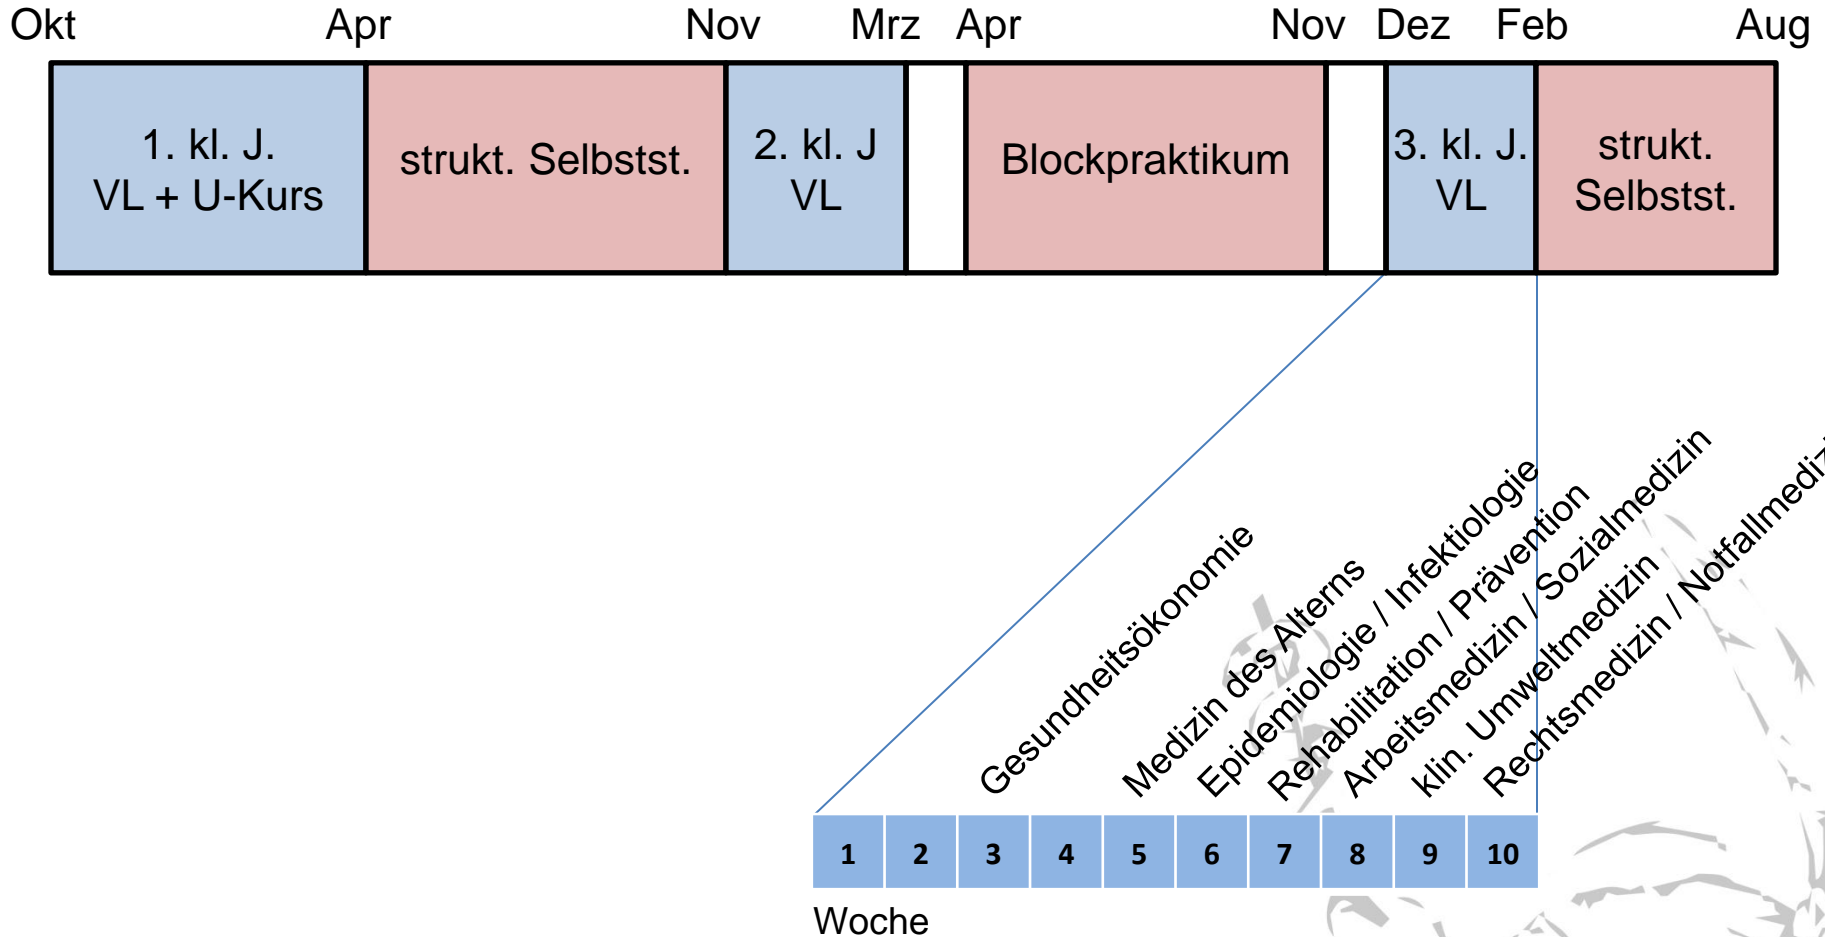 Okt Apr Nov Mrz Apr Nov Dez Feb Aug
1. kl. J.
VL + U-Kurs
strukt. Selbstst.
2. kl. J
VL
Blockpraktikum
3. kl. J.
VL
strukt.
Selbstst.
Gesundheitsökonomie
Medizin des Alterns
Epidemiologie / Infektiologie
Rehabilitation / Prävention
Arbeitsmedizin / Sozialmedizin
klin. Umweltmedizin
Rechtsmedizin / Notfallmedizi
1 2 3 4 5 6 7 8 9 10
Woche